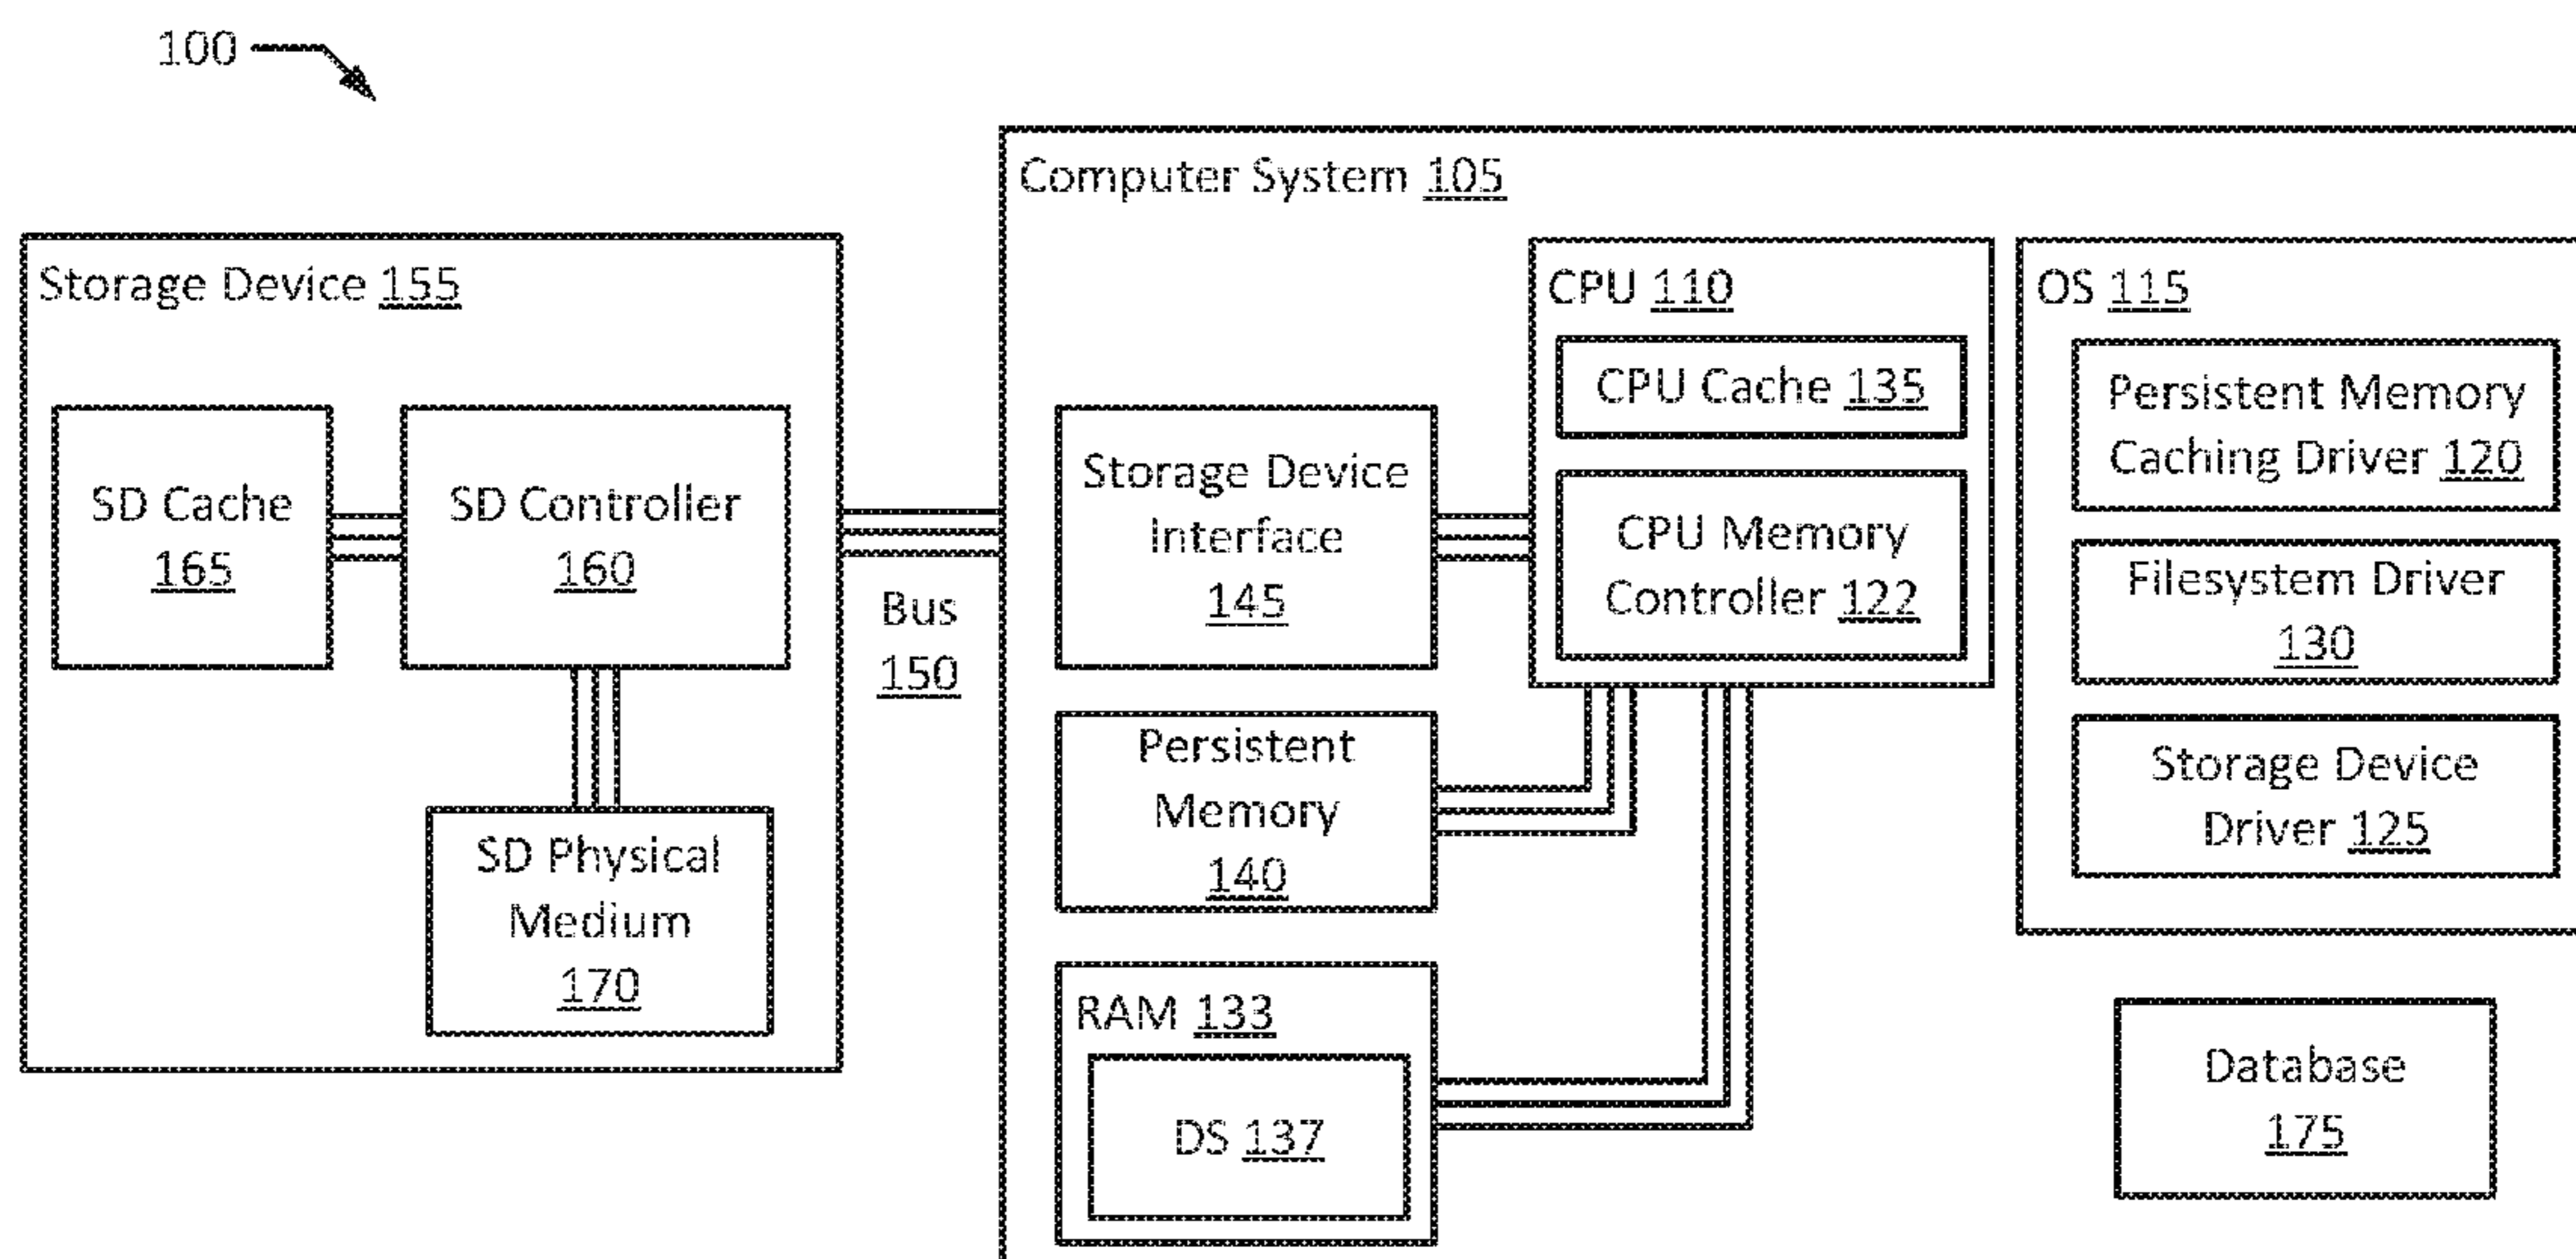 100
Computer System 105
Storage Device 155
SD Cache
165
SD Controller
160
SD Physical
Medium
170
Bus
150
Storage Device
Interface
145
Persistent
Memory
140
RAM 133
DS 137
CPU 110
CPU Cache 135
CPU Memory
Controller 122
OS 115
Persistent Memory
Caching Driver 120
Filesystem Driver
130
Storage Device
Driver 125
Database
175